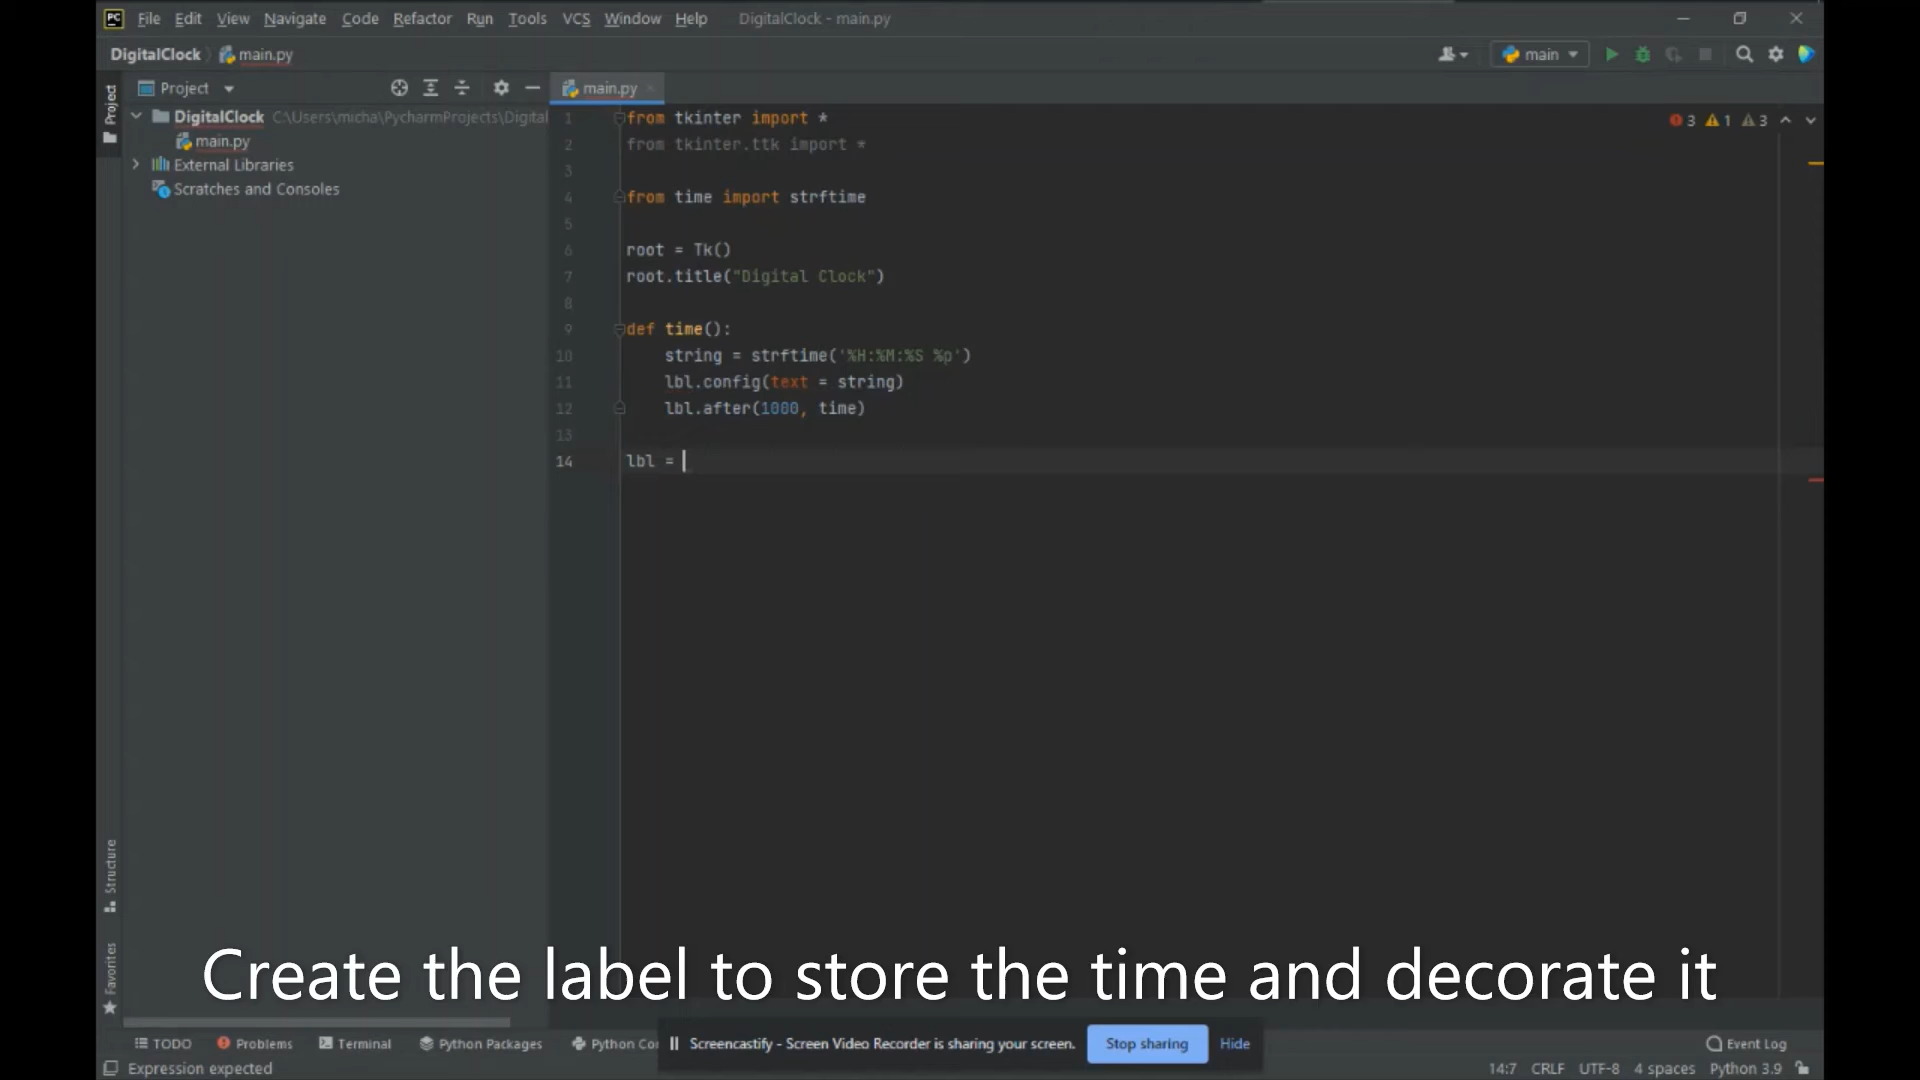 PC File Edit View Navigate Code Refactor Run Tools VCS Window Help DigitalClock - main.py
DigitalClock main.py main
Project
Project
main.py
DigitalClock C:\Users\micha\PycharmProjects\Digital
main.py
External Libraries
Scratches and Consoles
3 1 3
1 from tkinter import *
2 from tkinter.ttk import *
3
4 from time import strftime
5
6 root = Tk()
7 root.title("Digital Clock")
8
9 def time():
10 string = strftime('%H:%M:%S %p')
11 lbl.config(text = string)
12 lbl.after(1000, time)
13
14 lbl =
Structure
Favorites
Create the label to store the time and decorate it
TODO Problems Terminal Python Packages Python Co
Screencastify - Screen Video Recorder is sharing your screen. Stop sharing Hide
Event Log
Expression expected
14:7 CRLF UTF-8 4 spaces Python 3.9